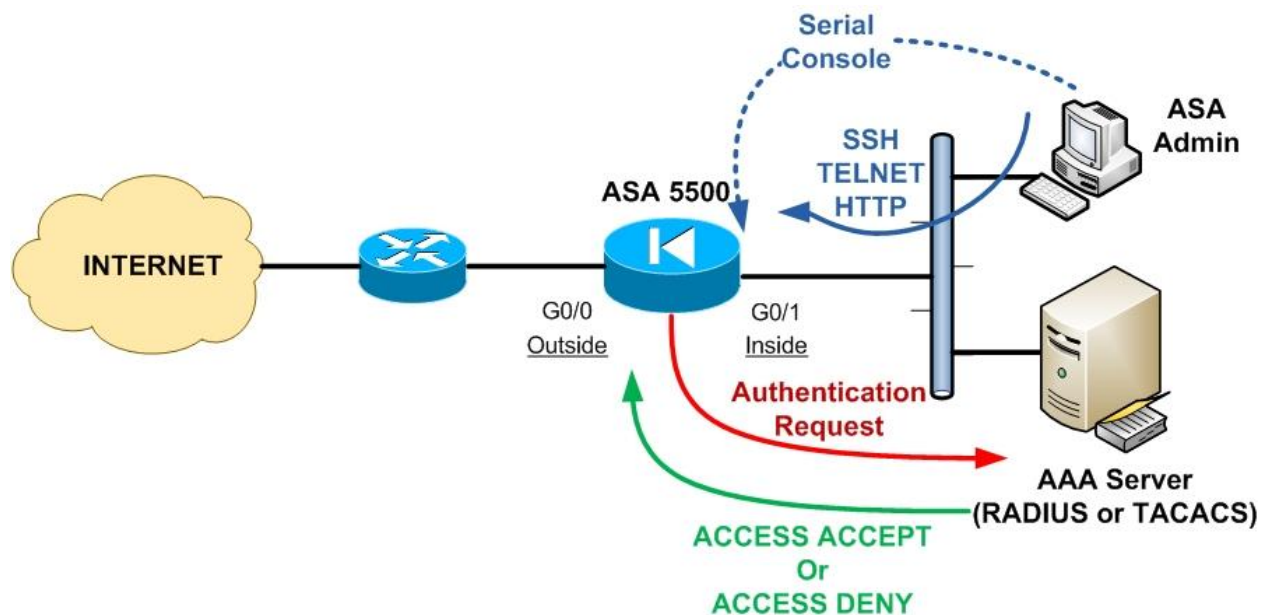 Serial
Console
ASA
Admin
SSH
TELNET
HTTP
ASA 5500
INTERNET
G0/0
Outside
G0/1
Inside
Authentication
Request
AAA Server
(RADIUS or TACACS)
ACCESS ACCEPT
Or
ACCESS DENY